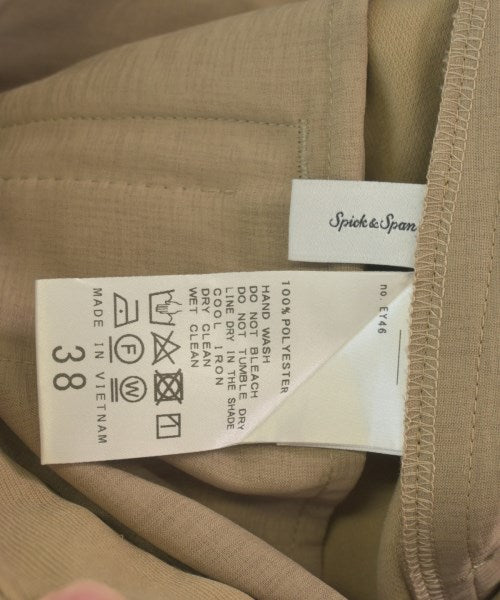 Spick & Span
no. EY46
100% POLYESTER
HAND WASH
DO NOT BLEACH
DO NOT TUMBLE DRY
LINE DRY IN THE SHADE
COOL IRON
DRY CLEAN
WET CLEAN
F
W
MADE IN VIETNAM
38